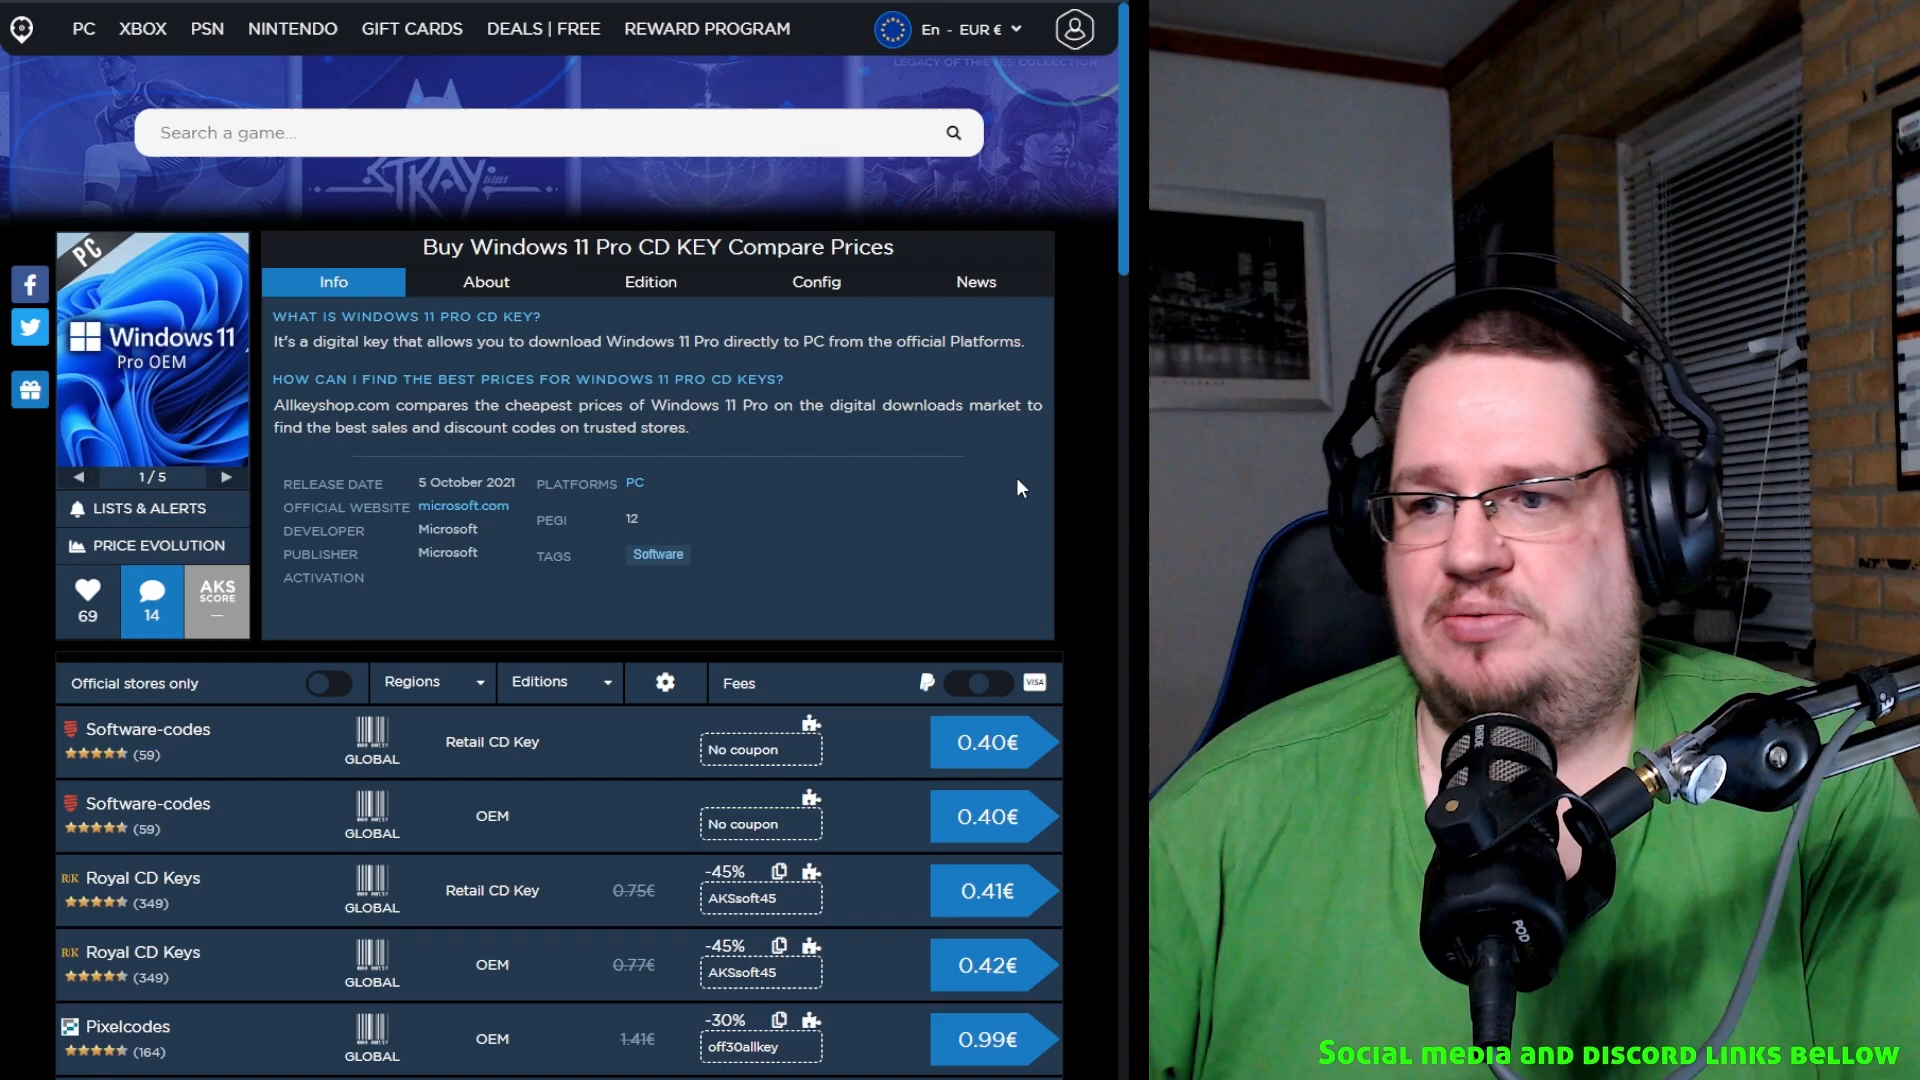 PC XBOX PSN NINTENDO GIFT CARDS DEALS | FREE REWARD PROGRAM En - EUR €
LEGACY OF THIEVES COLLECTION
Search a game...
STRAY
Buy Windows 11 Pro CD KEY Compare Prices
PC
Windows 11
Pro OEM
1 / 5
LISTS & ALERTS
PRICE EVOLUTION
69
14
AKS
SCORE
—
Info About Edition Config News
WHAT IS WINDOWS 11 PRO CD KEY?
It's a digital key that allows you to download Windows 11 Pro directly to PC from the official Platforms.
HOW CAN I FIND THE BEST PRICES FOR WINDOWS 11 PRO CD KEYS?
Allkeyshop.com compares the cheapest prices of Windows 11 Pro on the digital downloads market to
find the best sales and discount codes on trusted stores.
RELEASE DATE 5 October 2021 PLATFORMS PC
OFFICIAL WEBSITE microsoft.com
PEGI 12
DEVELOPER Microsoft
PUBLISHER Microsoft TAGS Software
ACTIVATION
Official stores only Regions Editions Fees VISA
Software-codes
(59)
GLOBAL
Retail CD Key
No coupon
0.40€
Software-codes
(59)
GLOBAL
OEM
No coupon
0.40€
Royal CD Keys
(349)
GLOBAL
Retail CD Key
0.75€
-45%
AKSsoft45
0.41€
Royal CD Keys
(349)
GLOBAL
OEM
0.77€
-45%
AKSsoft45
0.42€
Pixelcodes
(164)
GLOBAL
OEM
1.41€
-30%
off30allkey
0.99€
RØDE
Social media and discord links bellow